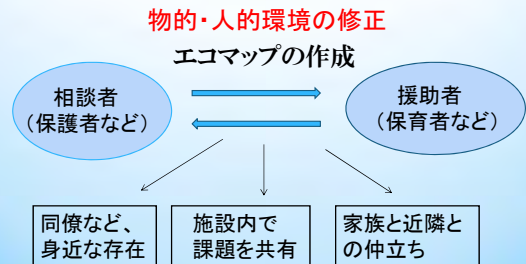 物的・人的環境の修正
エコマップの作成
相談者
（保護者など）
援助者
（保育者など）
同僚など、
身近な存在
施設内で
課題を共有
家族と近隣と
の仲立ち